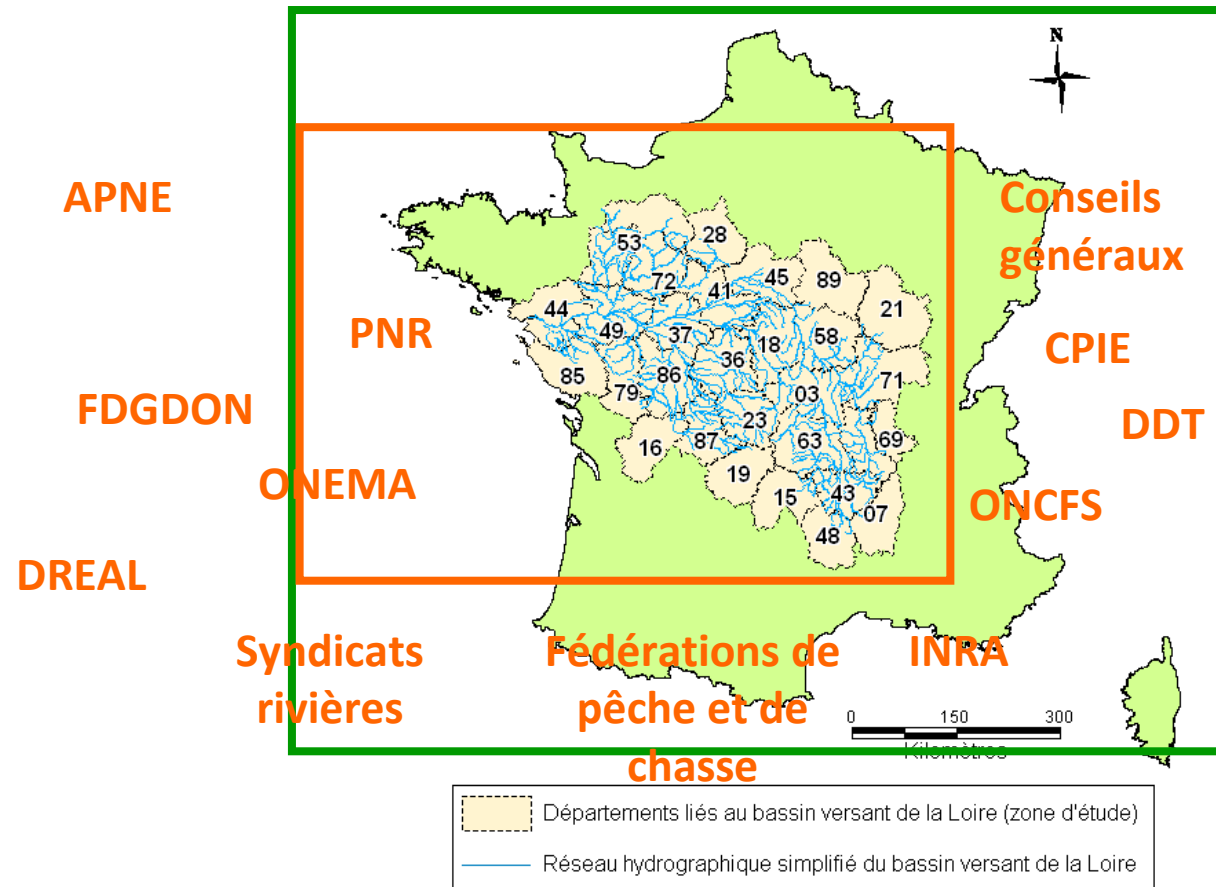 N
APNE
Conseils
généraux
53
28
72
41
45
89
21
44
49
PNR
37
18
58
CPIE
85
79
86
36
03
71
FDGDON
DDT
16
87
23
63
69
ONEMA
19
15
43
07
ONCFS
48
DREAL
Syndicats
rivières
Fédérations de
pêche et de
chasse
INRA
0 150 300
Kilomètres
Départements liés au bassin versant de la Loire (zone d'étude)
Réseau hydrographique simplifié du bassin versant de la Loire